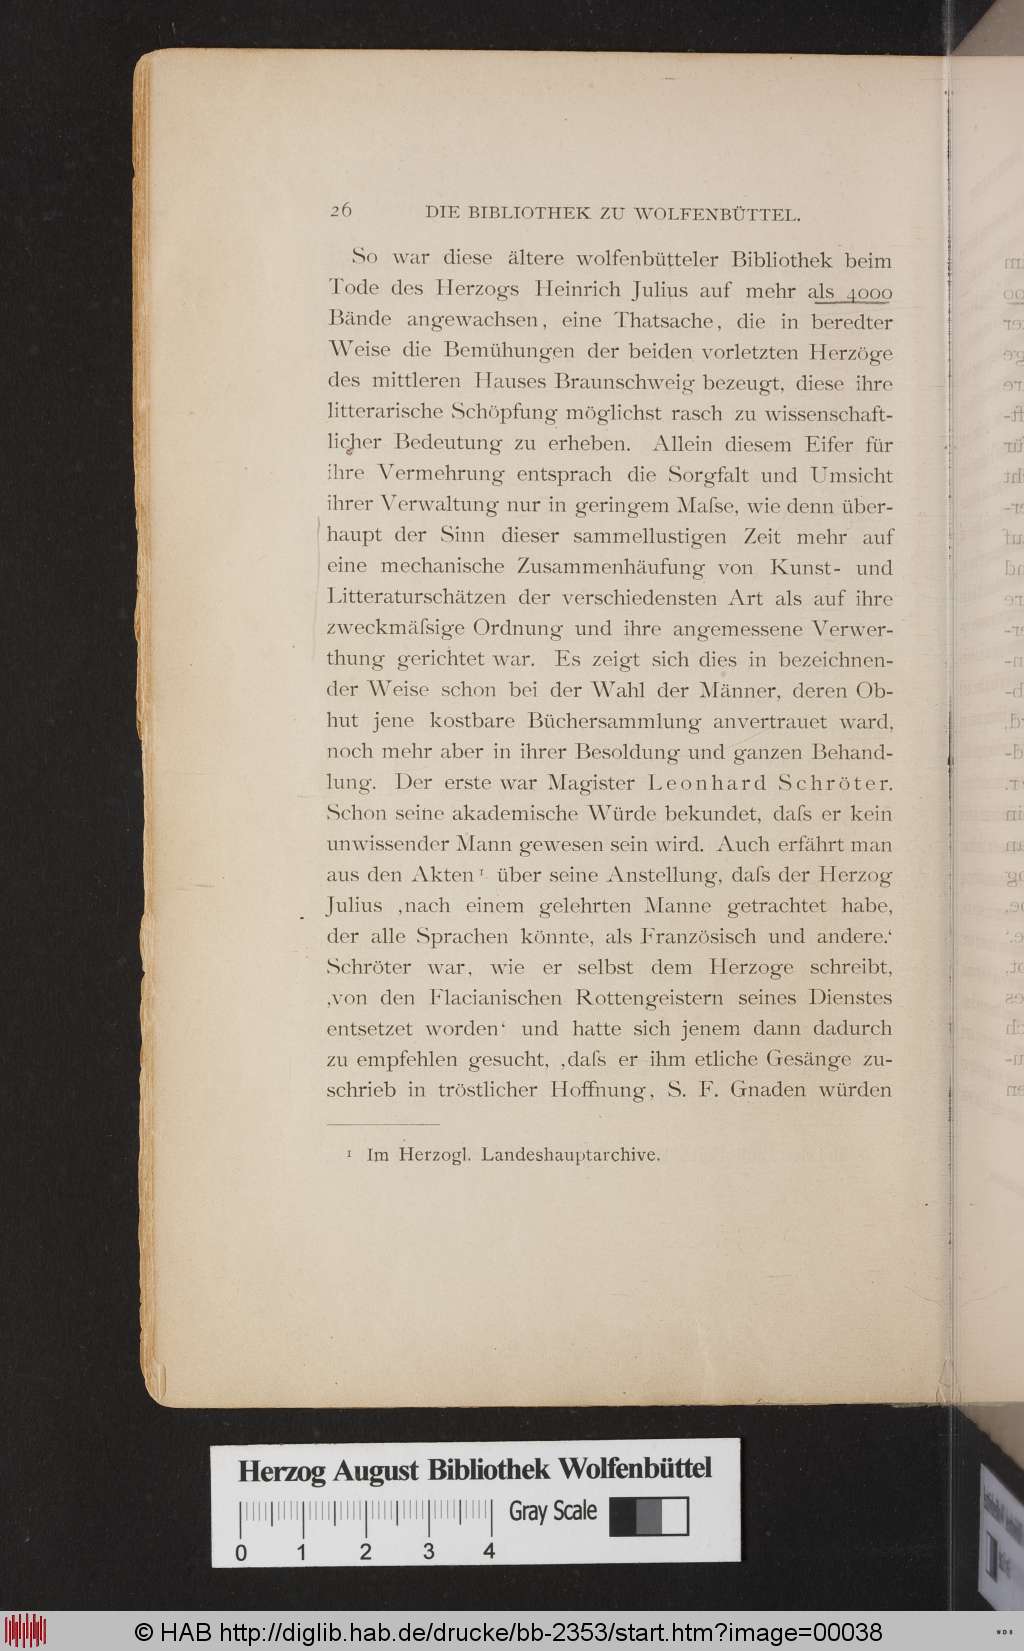 26 DIE BIBLIOTHEK ZU WOLFENBÜTTEL.
So war diese ältere wolfenbütteler Bibliothek beim
Tode des Herzogs Heinrich Julius auf mehr als 4000
Bände angewachsen, eine Thatsache, die in beredter
Weise die Bemühungen der beiden vorletzten Herzöge
des mittleren Hauses Braunschweig bezeugt, diese ihre
litterarische Schöpfung möglichst rasch zu wissenschaft-
licher Bedeutung zu erheben. Allein diesem Eifer für
ihre Vermehrung entsprach die Sorgfalt und Umsicht
ihrer Verwaltung nur in geringem Maſse, wie denn über-
haupt der Sinn dieser sammellustigen Zeit mehr auf
eine mechanische Zusammenhäufung von Kunst- und
Litteraturschätzen der verschiedensten Art als auf ihre
zweckmäſsige Ordnung und ihre angemessene Verwer-
thung gerichtet war. Es zeigt sich dies in bezeichnen-
der Weise schon bei der Wahl der Männer, deren Ob-
hut jene kostbare Büchersammlung anvertrauet ward,
noch mehr aber in ihrer Besoldung und ganzen Behand-
lung. Der erste war Magister Leonhard Schröter.
Schon seine akademische Würde bekundet, daſs er kein
unwissender Mann gewesen sein wird. Auch erfährt man
aus den Akten¹ über seine Anstellung, daſs der Herzog
Julius ‚nach einem gelehrten Manne getrachtet habe,
der alle Sprachen könnte, als Französisch und andere.‘
Schröter war, wie er selbst dem Herzoge schreibt,
‚von den Flacianischen Rottengeistern seines Dienstes
entsetzet worden‘ und hatte sich jenem dann dadurch
zu empfehlen gesucht, ‚daſs er ihm etliche Gesänge zu-
schrieb in tröstlicher Hoffnung, S. F. Gnaden würden
¹ Im Herzogl. Landeshauptarchive.
Herzog August Bibliothek Wolfenbüttel
Gray Scale
0 1 2 3 4
© HAB http://diglib.hab.de/drucke/bb-2353/start.htm?image=00038